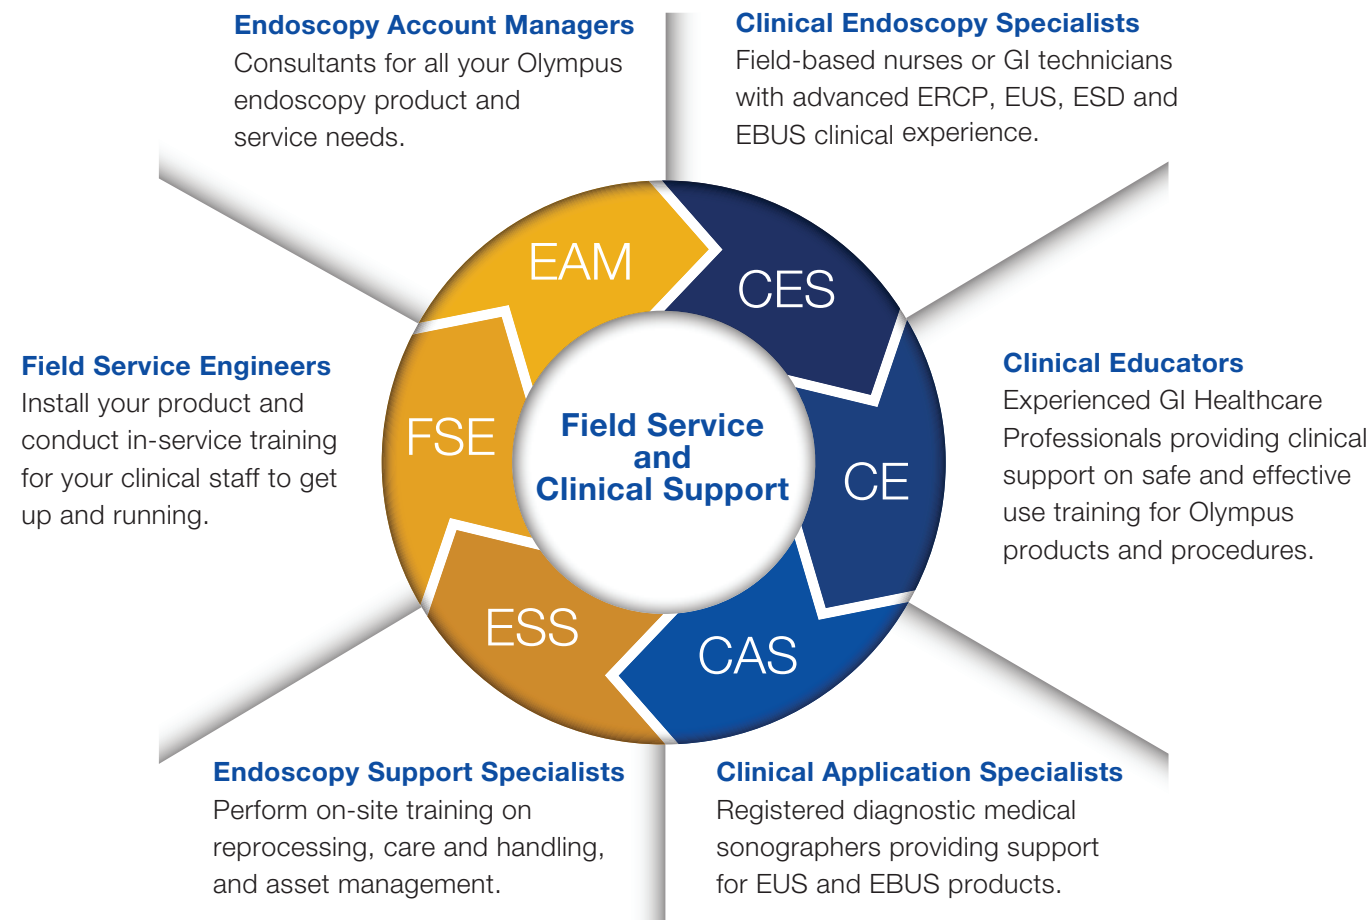 Endoscopy Account Managers
Consultants for all your Olympus
endoscopy product and
service needs.
Clinical Endoscopy Specialists
Field-based nurses or GI technicians
with advanced ERCP, EUS, ESD and
EBUS clinical experience.
EAM
CES
Field Service Engineers
Install your product and
conduct in-service training
for your clinical staff to get
up and running.
FSE
Field Service
and
Clinical Support
CE
Clinical Educators
Experienced GI Healthcare
Professionals providing clinical
support on safe and effective
use training for Olympus
products and procedures.
ESS
CAS
Endoscopy Support Specialists
Perform on-site training on
reprocessing, care and handling,
and asset management.
Clinical Application Specialists
Registered diagnostic medical
sonographers providing support
for EUS and EBUS products.